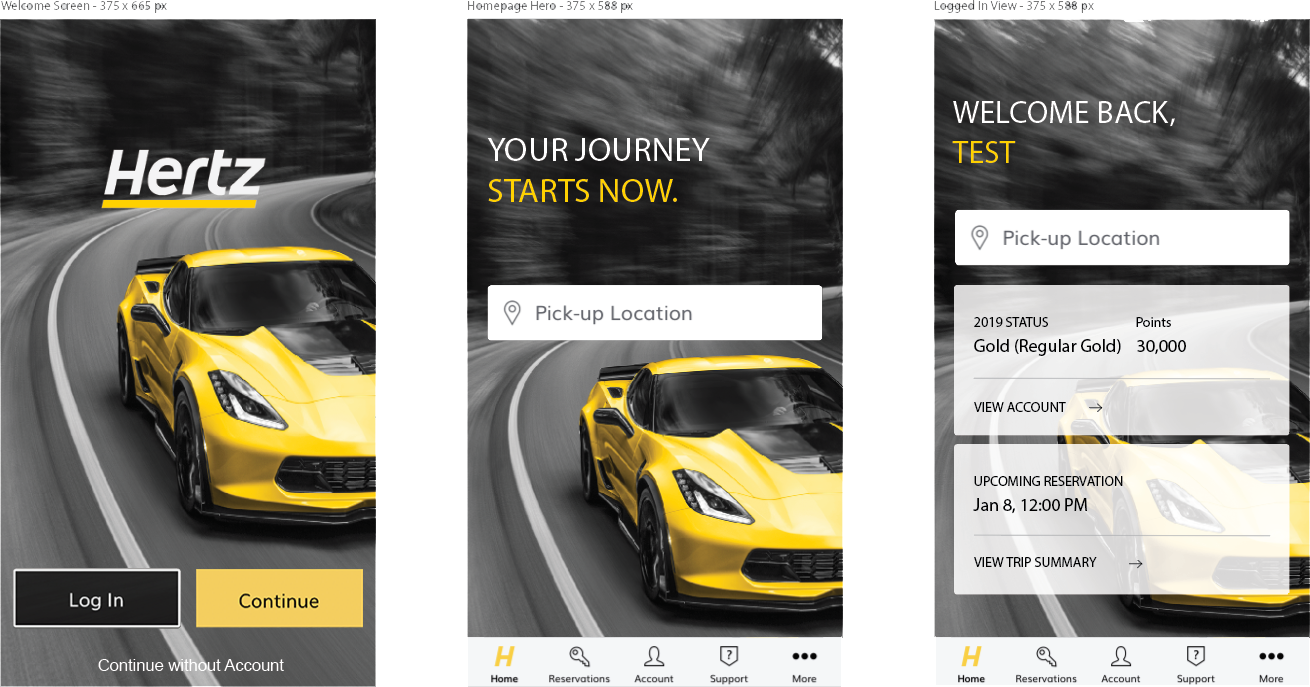 Welcome Screen - 375 x 665 px
Hertz
Log In
Continue
Continue without Account
Homepage Hero - 375 x 588 px
YOUR JOURNEY
STARTS NOW.
Pick-up Location
H
Home
Reservations
?
Account
Support
More
Logged In View - 375 x 588 px
WELCOME BACK,
TEST
Pick-up Location
2019 STATUS
Points
Gold (Regular Gold)
30,000
VIEW ACCOUNT
UPCOMING RESERVATION
Jan 8, 12:00 PM
VIEW TRIP SUMMARY
H
Home
Reservations
Account
?
Support
More